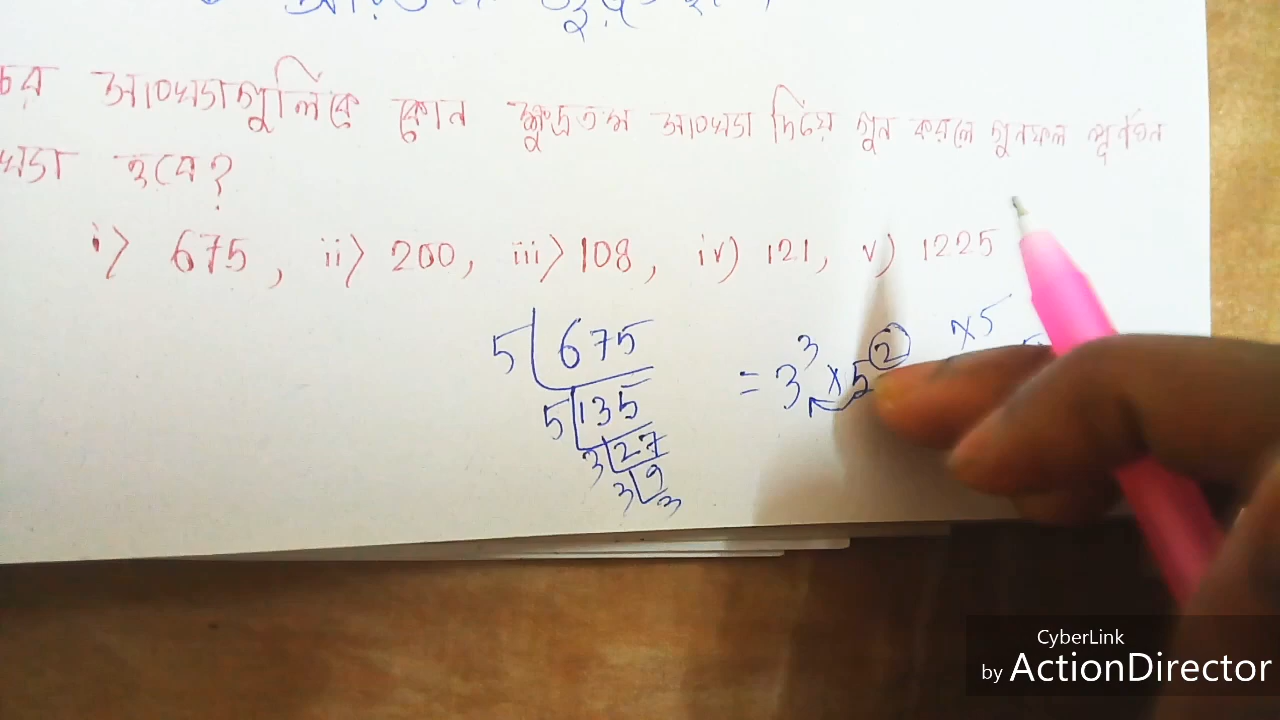 চের সংখ্যাগুলিকে কোন ক্ষুদ্রতম সংখ্যা দিয়ে গুন করলে গুনফল পূর্ণঘন
খ্যা হবে?
i) 675, ii) 200, iii) 108, iv) 121, v) 1225
5 675 = 3³ × 5² ×5
5 135
3 27
3 9
3
CyberLink
by ActionDirector